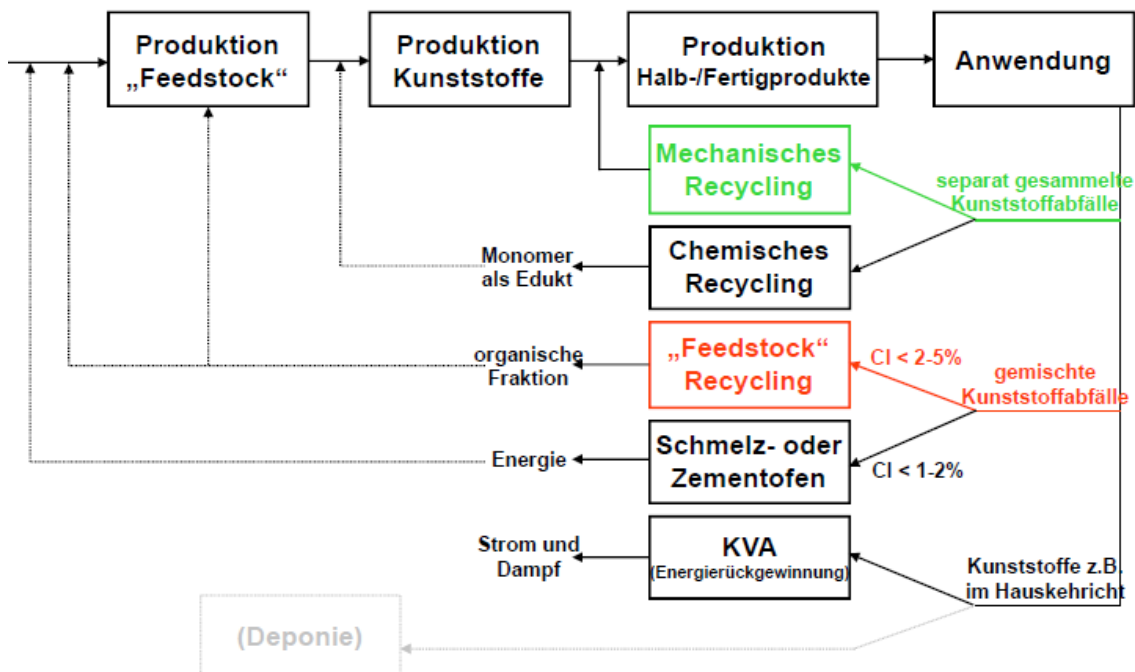 Produktion
„Feedstock“
Produktion
Kunststoffe
Produktion
Halb-/Fertigprodukte
Anwendung
Mechanisches
Recycling
separat gesammelte
Kunststoffabfälle
Monomer
als Edukt
Chemisches
Recycling
organische
Fraktion
„Feedstock“
Recycling
Cl < 2-5%
gemischte
Kunststoffabfälle
Energie
Schmelz- oder
Zementofen
Cl < 1-2%
Strom und
Dampf
KVA
(Energierückgewinnung)
Kunststoffe z.B.
im Hauskehricht
(Deponie)